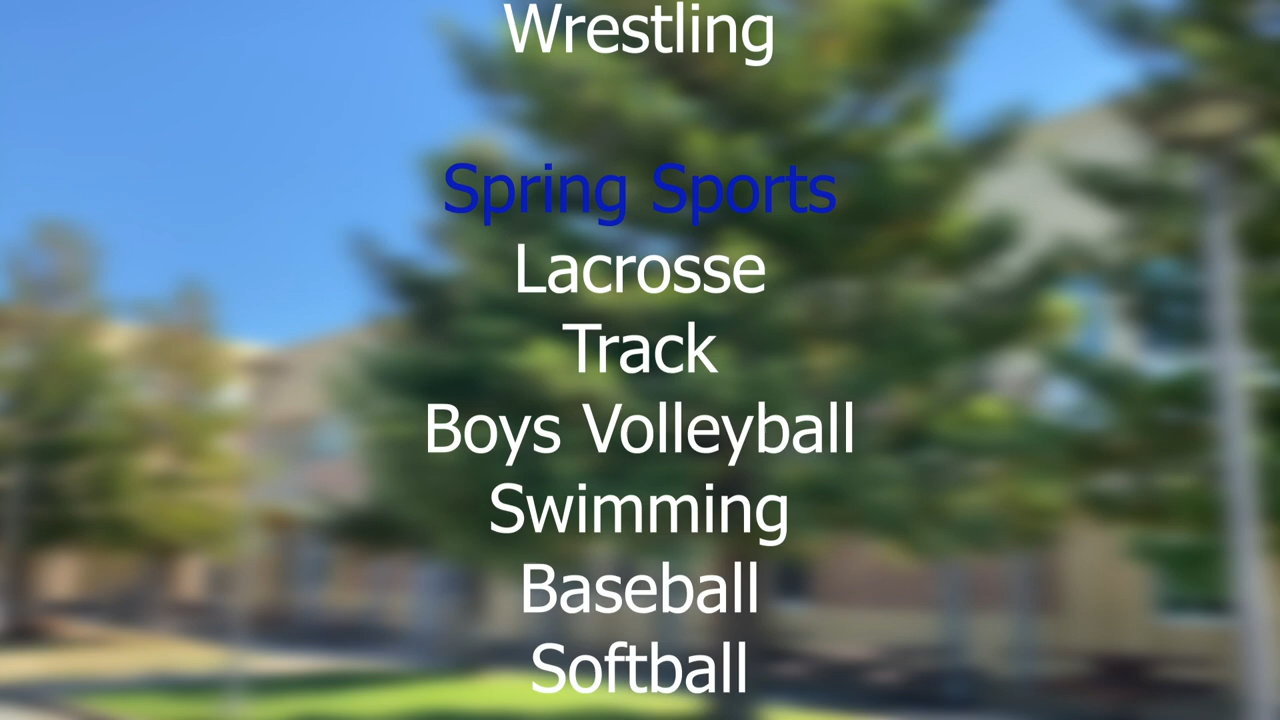 Wrestling
Spring Sports
Lacrosse
Track
Boys Volleyball
Swimming
Baseball
Softball